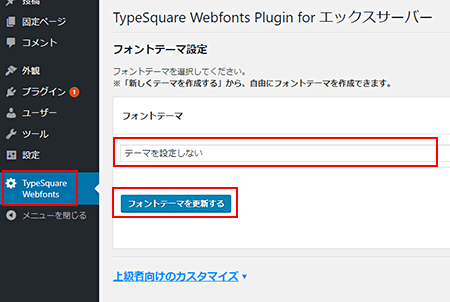 投稿
固定ページ
コメント
外観
プラグイン 1
ユーザー
ツール
設定
TypeSquare
Webfonts
メニューを閉じる
TypeSquare Webfonts Plugin for エックスサーバー
フォントテーマ設定
フォントテーマを選択してください。
※「新しくテーマを作成する」から、自由にフォントテーマを作成できます。
フォントテーマ
テーマを設定しない
フォントテーマを更新する
上級者向けのカスタマイズ ▼